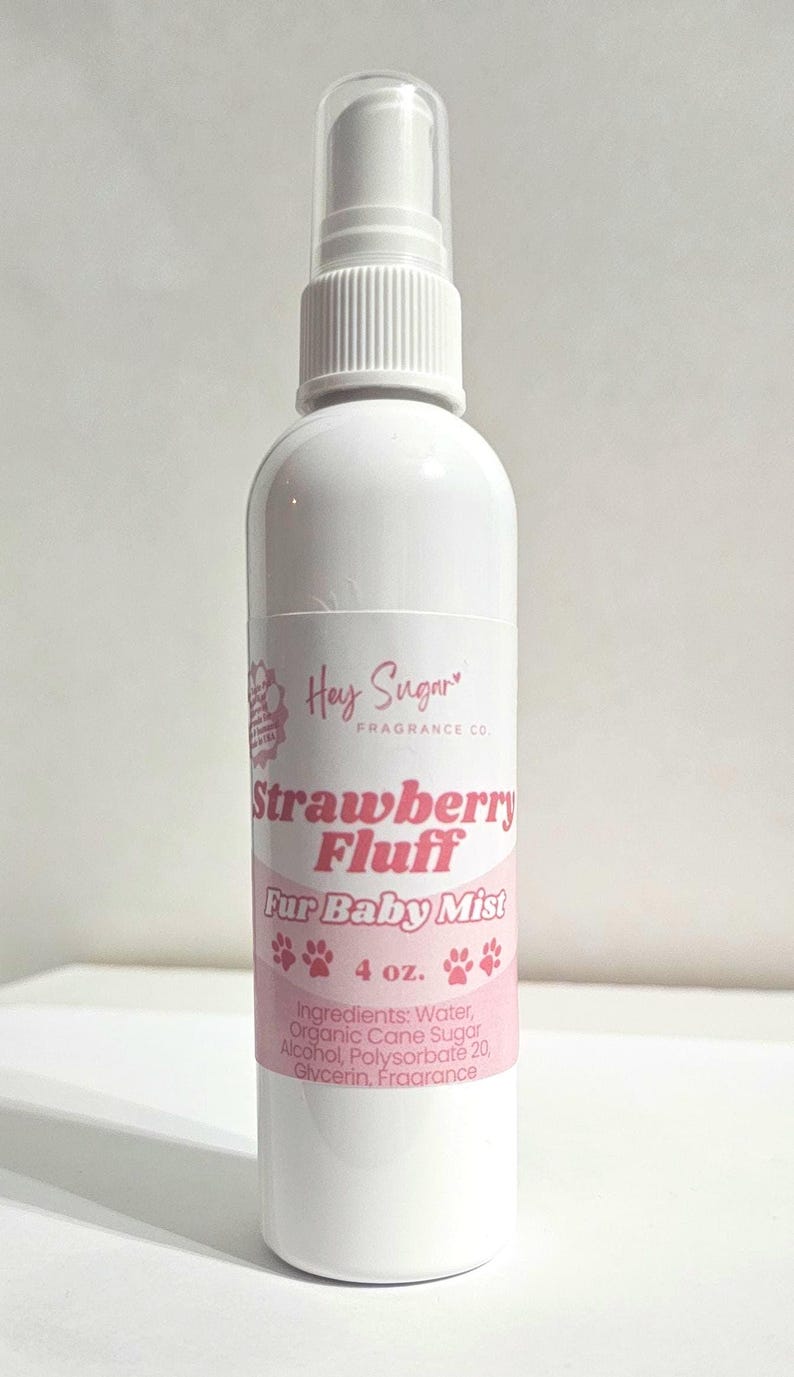 Hey Sugar
FRAGRANCE CO.
Strawberry
Fluff
Fur Baby Mist
4 oz.
Ingredients: Water,
Organic Cane Sugar
Alcohol, Polysorbate 20,
Glycerin, Fragrance